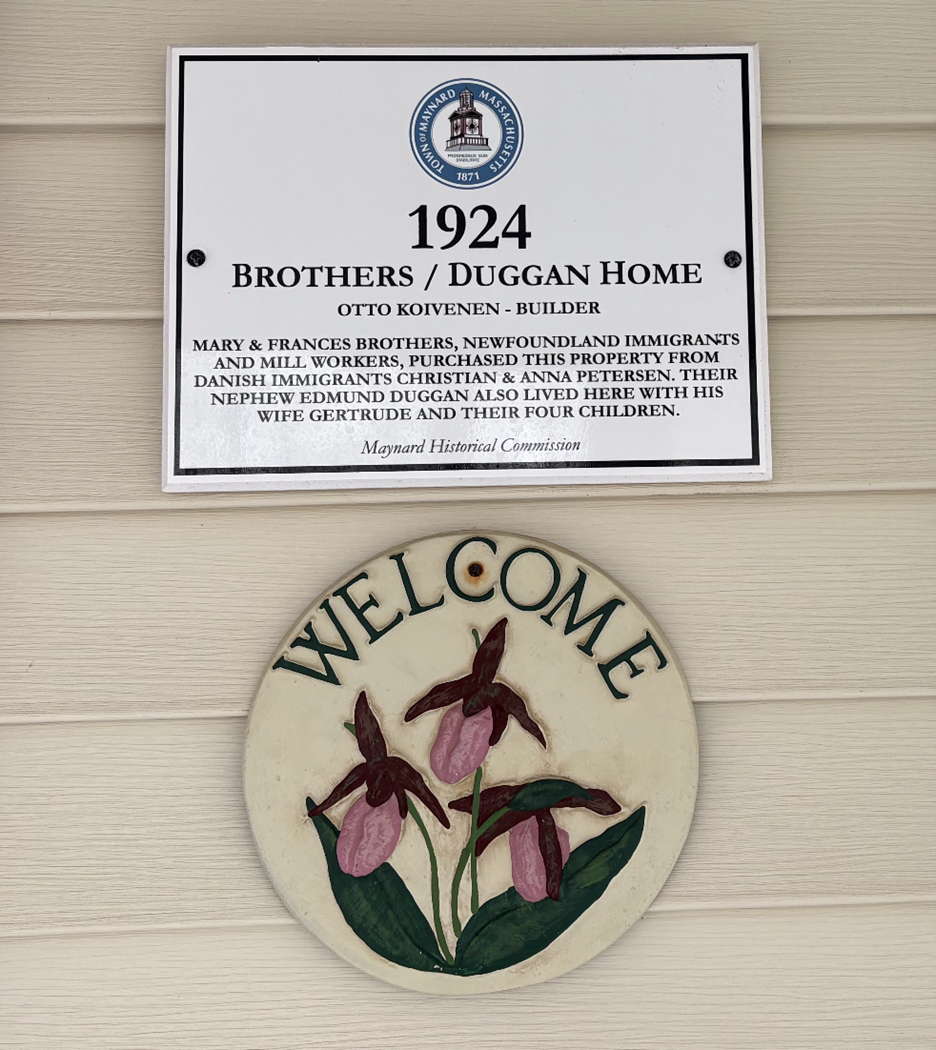 TOWN OF MAYNARD MASSACHUSETTS
1871
1924
BROTHERS / DUGGAN HOME
OTTO KOIVENEN - BUILDER
MARY & FRANCES BROTHERS, NEWFOUNDLAND IMMIGRANTS
AND MILL WORKERS, PURCHASED THIS PROPERTY FROM
DANISH IMMIGRANTS CHRISTIAN & ANNA PETERSEN. THEIR
NEPHEW EDMUND DUGGAN ALSO LIVED HERE WITH HIS
WIFE GERTRUDE AND THEIR FOUR CHILDREN.
Maynard Historical Commission
WELCOME